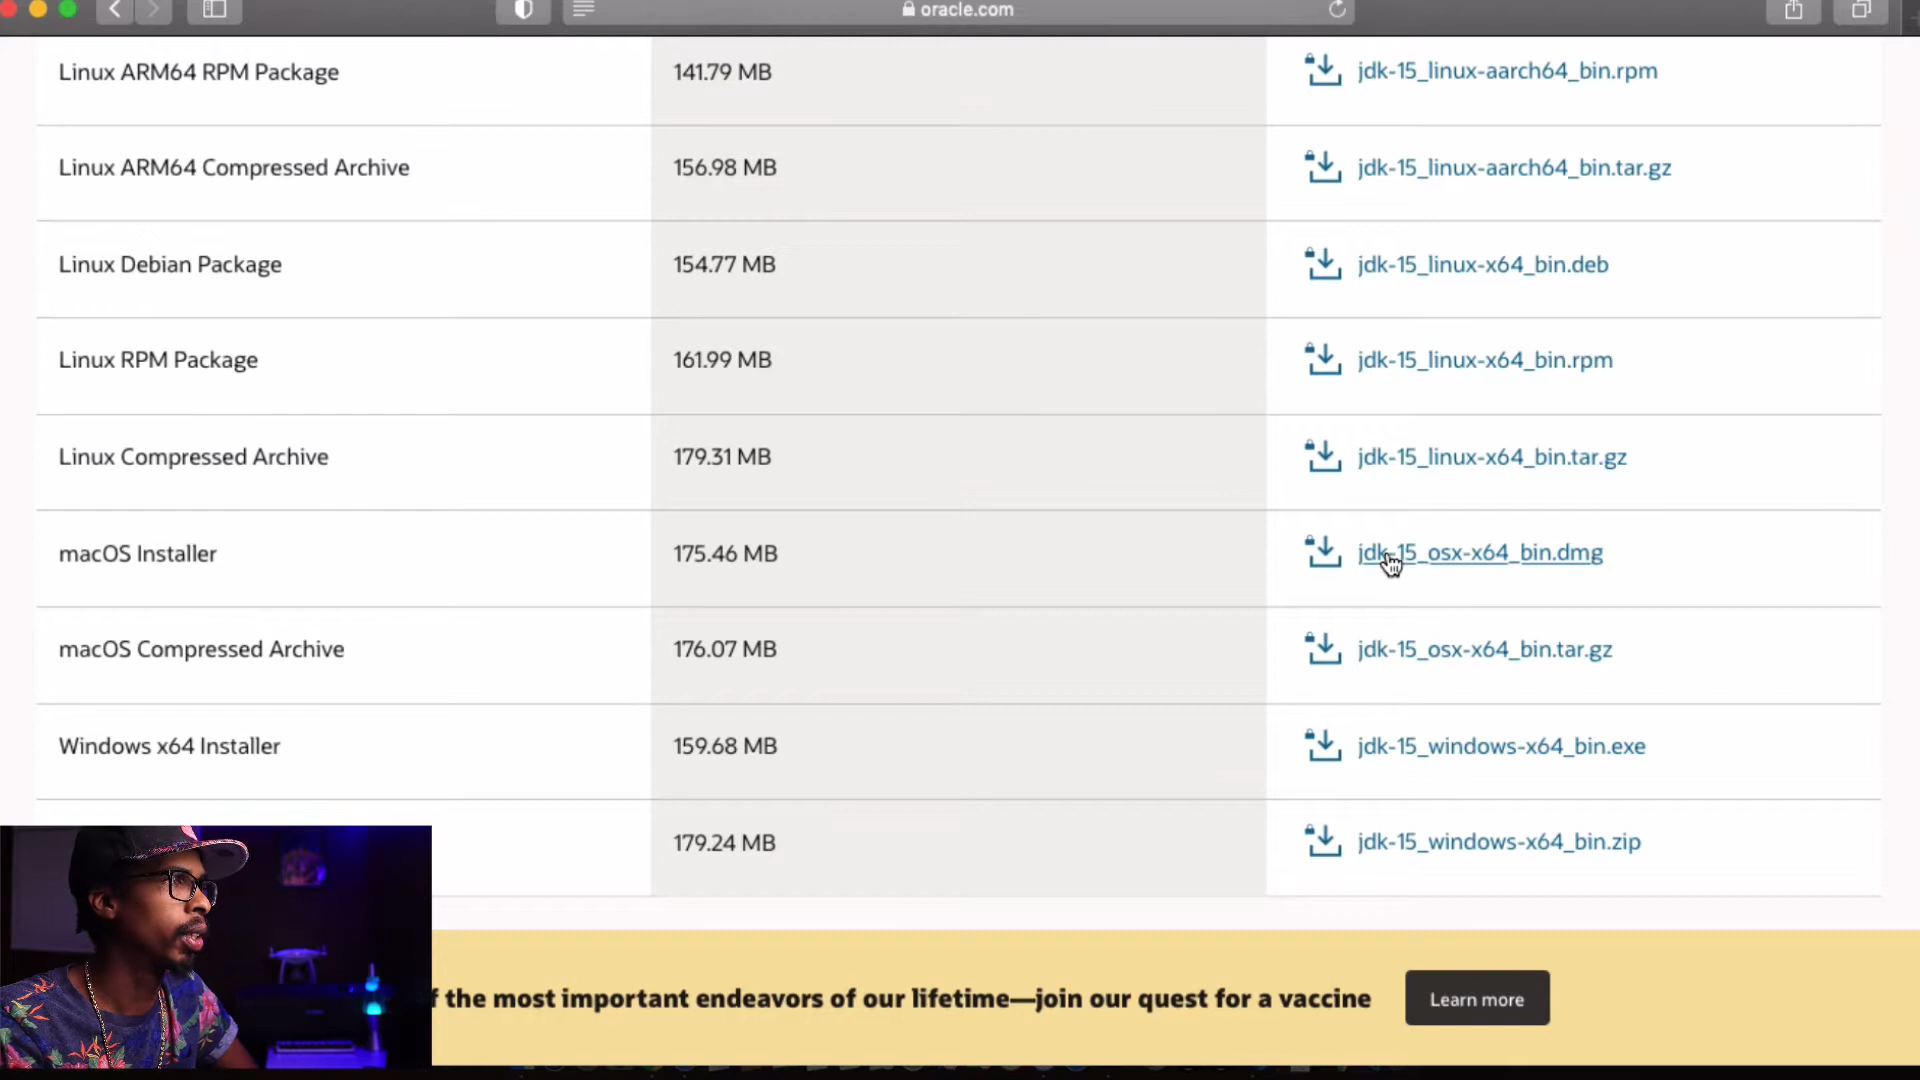 oracle.com
Linux ARM64 RPM Package 141.79 MB jdk-15_linux-aarch64_bin.rpm
Linux ARM64 Compressed Archive 156.98 MB jdk-15_linux-aarch64_bin.tar.gz
Linux Debian Package 154.77 MB jdk-15_linux-x64_bin.deb
Linux RPM Package 161.99 MB jdk-15_linux-x64_bin.rpm
Linux Compressed Archive 179.31 MB jdk-15_linux-x64_bin.tar.gz
macOS Installer 175.46 MB jdk-15_osx-x64_bin.dmg
macOS Compressed Archive 176.07 MB jdk-15_osx-x64_bin.tar.gz
Windows x64 Installer 159.68 MB jdk-15_windows-x64_bin.exe
179.24 MB jdk-15_windows-x64_bin.zip
f the most important endeavors of our lifetime—join our quest for a vaccine Learn more